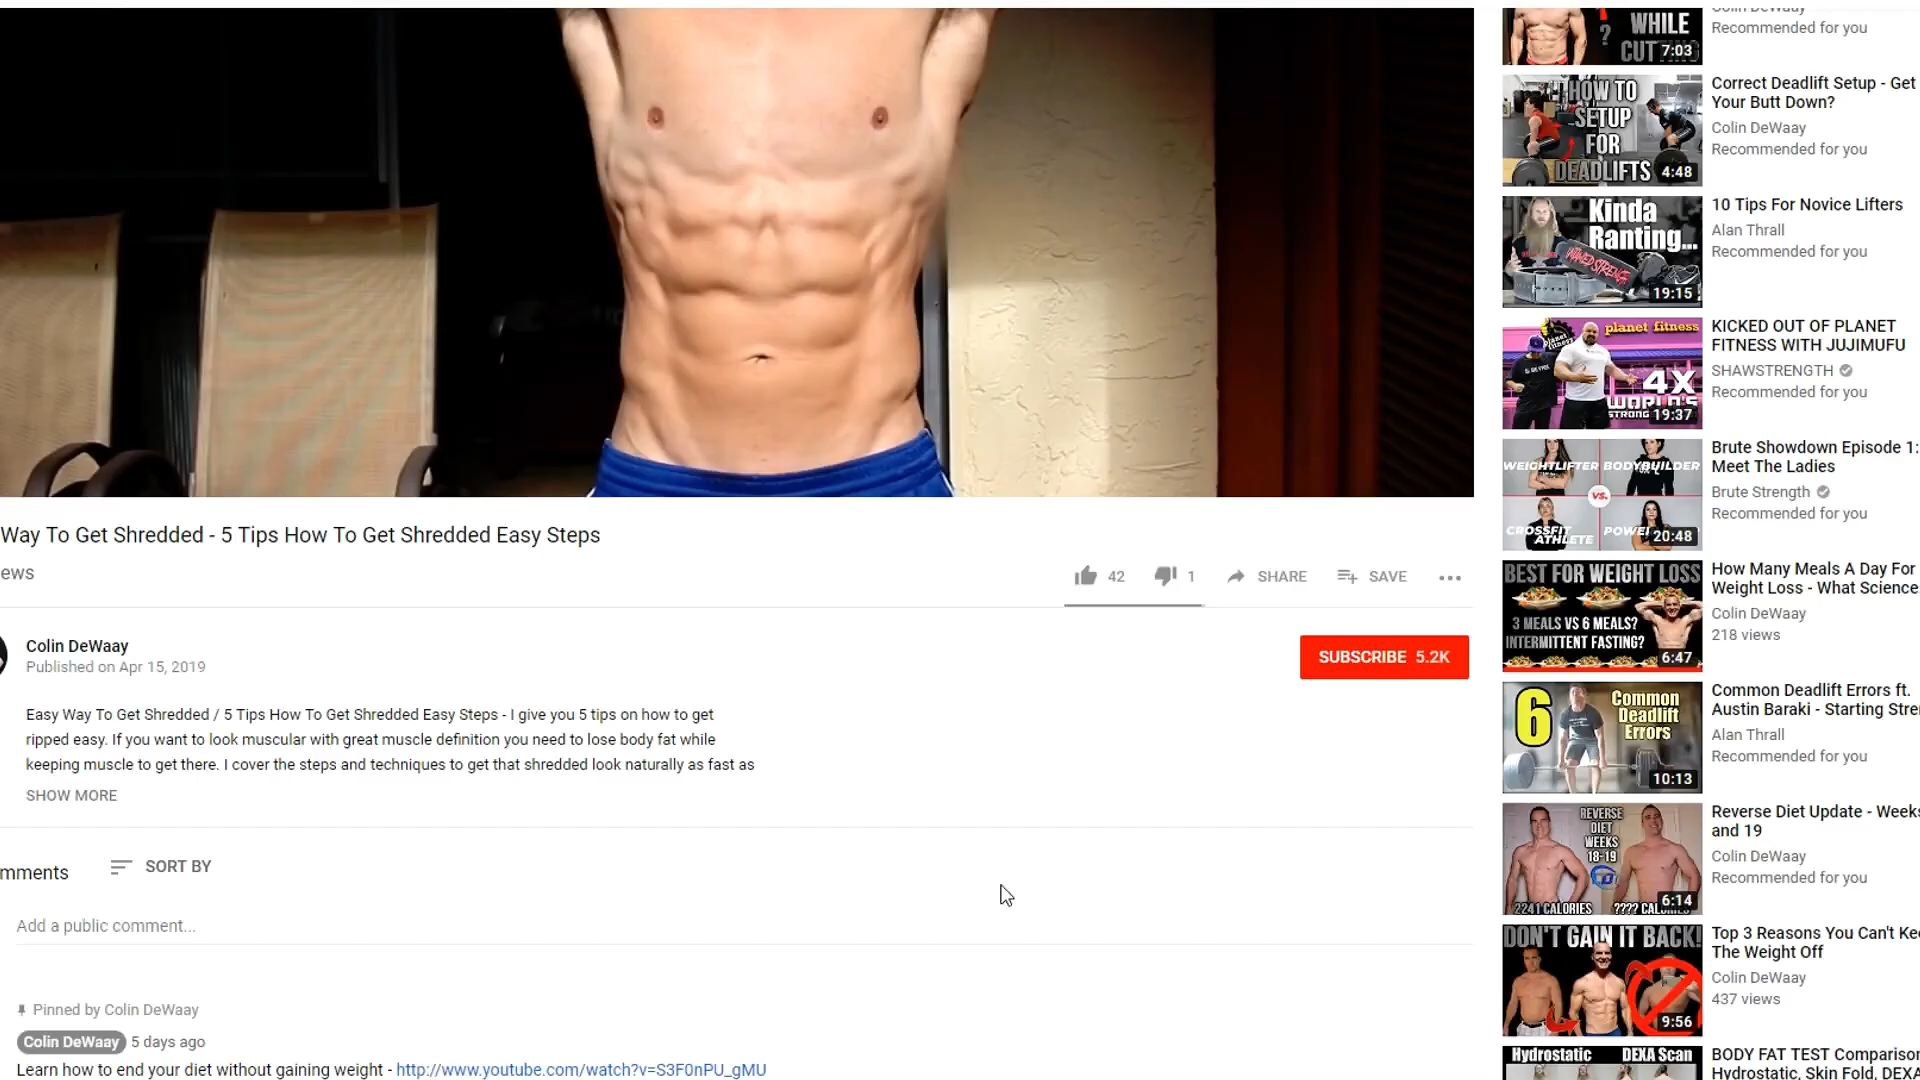 Way To Get Shredded - 5 Tips How To Get Shredded Easy Steps
ews
42
1
SHARE
SAVE
Colin DeWaay
Published on Apr 15, 2019
SUBSCRIBE 5.2K
Easy Way To Get Shredded / 5 Tips How To Get Shredded Easy Steps - I give you 5 tips on how to get
ripped easy. If you want to look muscular with great muscle definition you need to lose body fat while
keeping muscle to get there. I cover the steps and techniques to get that shredded look naturally as fast as
SHOW MORE
mments
SORT BY
Add a public comment...
Pinned by Colin DeWaay
Colin DeWaay 5 days ago
Learn how to end your diet without gaining weight - http://www.youtube.com/watch?v=S3F0nPU_gMU
WHILE
?
7:03
Colin DeWaay
Recommended for you
HOW TO
SETUP
FOR
DEADLIFTS
4:48
Correct Deadlift Setup - Get
Your Butt Down?
Colin DeWaay
Recommended for you
Kinda
Ranting...
19:15
10 Tips For Novice Lifters
Alan Thrall
Recommended for you
planet fitness
4X
WORLD'S
STRONG
19:37
KICKED OUT OF PLANET
FITNESS WITH JUJIMUFU
SHAWSTRENGTH
Recommended for you
WEIGHTLIFTER BODYBUILDER
VS.
CROSSFIT
ATHLETE
20:48
Brute Showdown Episode 1:
Meet The Ladies
Brute Strength
Recommended for you
BEST FOR WEIGHT LOSS
3 MEALS VS 6 MEALS?
INTERMITTENT FASTING?
6:47
How Many Meals A Day For
Weight Loss - What Science
Colin DeWaay
218 views
6
Common
Deadlift
Errors
10:13
Common Deadlift Errors ft.
Austin Baraki - Starting Stre
Alan Thrall
Recommended for you
REVERSE
DIET
WEEKS
18-19
2241 CALORIES
????
6:14
Reverse Diet Update - Weeks
and 19
Colin DeWaay
Recommended for you
DON'T GAIN IT BACK!
9:56
Top 3 Reasons You Can't Kee
The Weight Off
Colin DeWaay
437 views
Hydrostatic DEXA Scan
BODY FAT TEST Comparison
Hydrostatic, Skin Fold, DEXA